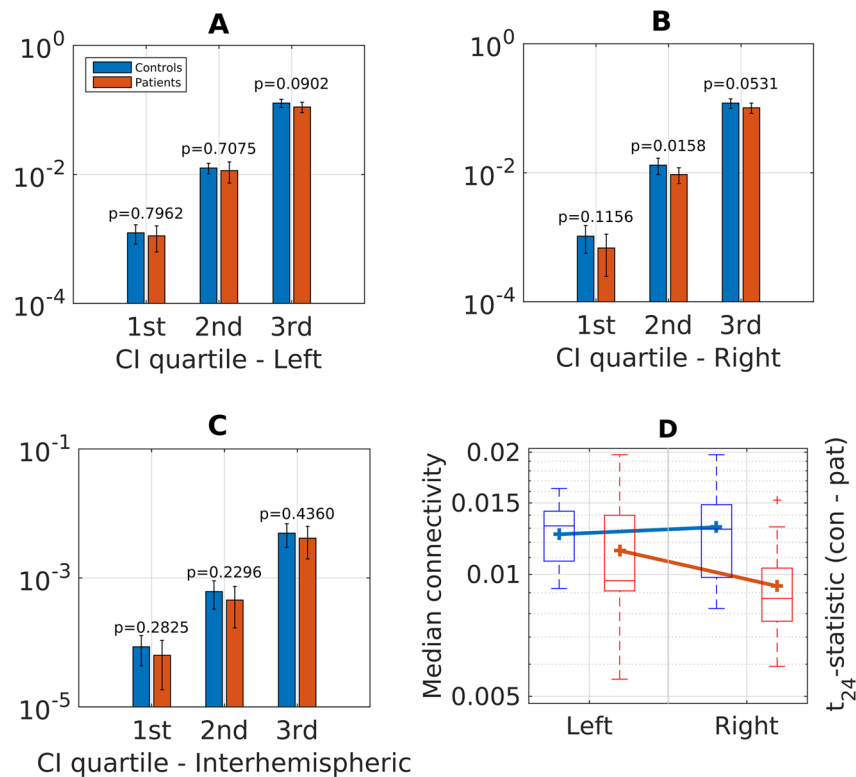 A
10^0
10^-2
10^-4
Controls
Patients
p=0.7962
p=0.7075
p=0.0902
1st 2nd 3rd
CI quartile - Left
B
10^0
10^-2
10^-4
p=0.1156
p=0.0158
p=0.0531
1st 2nd 3rd
CI quartile - Right
C
10^-1
10^-3
10^-5
p=0.2825
p=0.2296
p=0.4360
1st 2nd 3rd
CI quartile - Interhemispheric
D
Median connectivity
0.02
0.015
0.01
0.005
Left Right
t_24-statistic (con - pat)